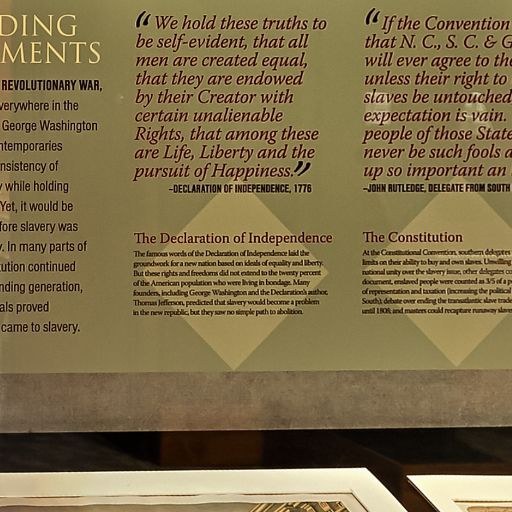 DING
MENTS
REVOLUTIONARY WAR,
verywhere in the
George Washington
ntemporaries
nsistency of
y while holding
Yet, it would be
fore slavery was
y. In many parts of
ution continued
nding generation,
als proved
came to slavery.
“We hold these truths to
be self-evident, that all
men are created equal,
that they are endowed
by their Creator with
certain unalienable
Rights, that among these
are Life, Liberty and the
pursuit of Happiness.”
–DECLARATION OF INDEPENDENCE, 1776
The Declaration of Independence
The famous words of the Declaration of Independence laid the
groundwork for a new nation based on ideals of equality and liberty.
But these rights and freedoms did not extend to the twenty percent
of the American population who were living in bondage. Many
founders, including George Washington and the Declaration's author,
Thomas Jefferson, predicted that slavery would become a problem
in the new republic, but they saw no simple path to abolition.
“If the Convention
that N. C., S. C. & G
will ever agree to the
unless their right to
slaves be untouched
expectation is vain.
people of those State
never be such fools a
up so important an
–JOHN RUTLEDGE, DELEGATE FROM SOUTH
The Constitution
At the Constitutional Convention, southern delegates
limits on their ability to buy and own slaves. Unwilling
national unity over the slavery issue, other delegates co
document, enslaved people were counted as 3/5 of a p
of representation and taxation (increasing the political
South); debate over ending the transatlantic slave trade
until 1808; and masters could recapture runaway slave